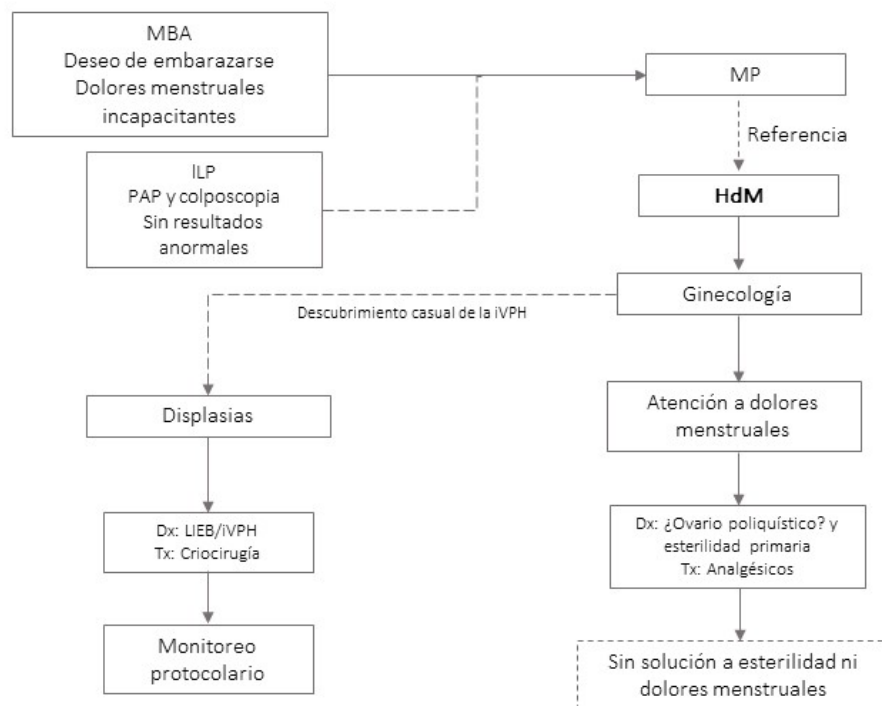 MBA
Deseo de embarazarse
Dolores menstruales
incapacitantes
MP
Referencia
ILP
PAP y colposcopia
Sin resultados
anormales
HdM
Ginecología
Descubrimiento casual de la iVPH
Displasias
Atención a dolores
menstruales
Dx: LIEB/iVPH
Tx: Criocirugía
Dx: ¿Ovario poliquístico? y
esterilidad primaria
Tx: Analgésicos
Monitoreo
protocolario
Sin solución a esterilidad ni
dolores menstruales